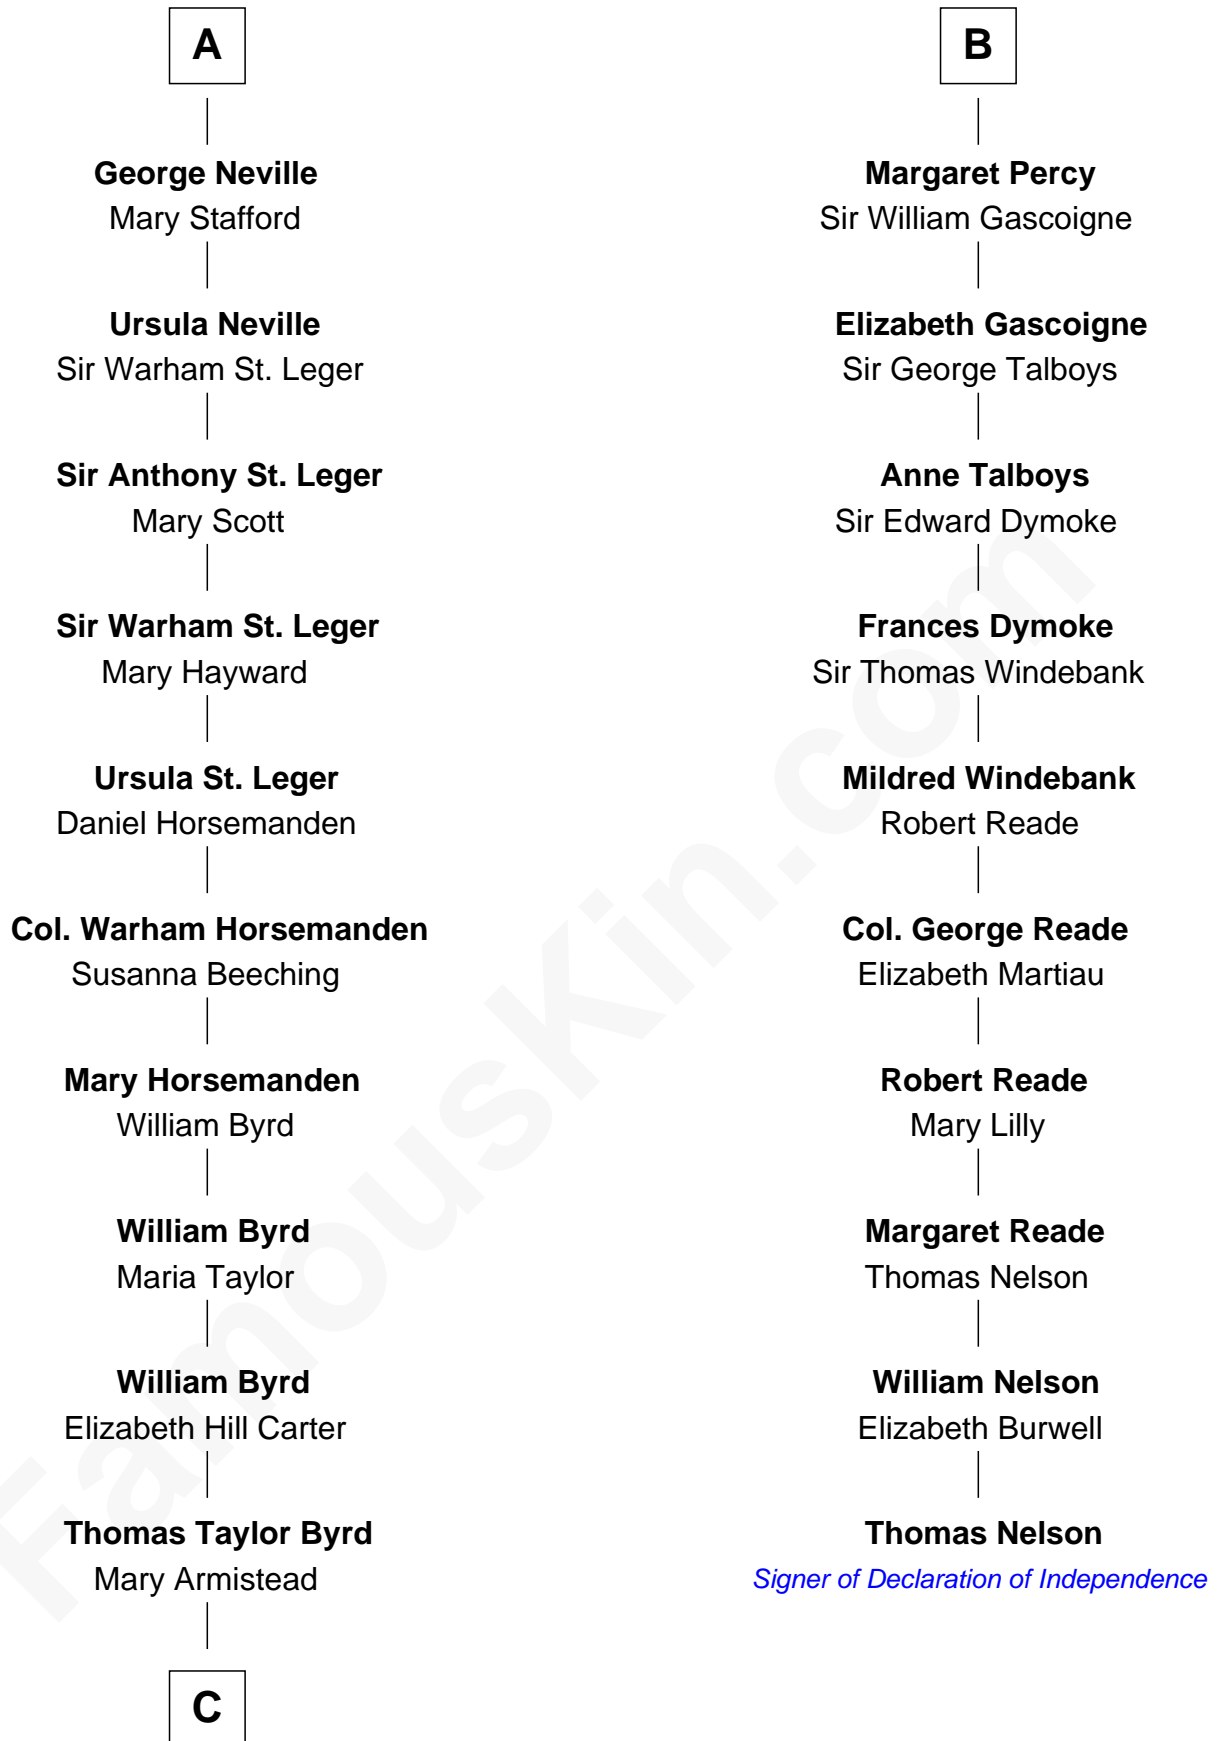 A
George Neville
Mary Stafford
Ursula Neville
Sir Warham St. Leger
Sir Anthony St. Leger
Mary Scott
Sir Warham St. Leger
Mary Hayward
Ursula St. Leger
Daniel Horsemanden
Col. Warham Horsemanden
Susanna Beeching
Mary Horsemanden
William Byrd
William Byrd
Maria Taylor
William Byrd
Elizabeth Hill Carter
Thomas Taylor Byrd
Mary Armistead
C
B
Margaret Percy
Sir William Gascoigne
Elizabeth Gascoigne
Sir George Talboys
Anne Talboys
Sir Edward Dymoke
Frances Dymoke
Sir Thomas Windebank
Mildred Windebank
Robert Reade
Col. George Reade
Elizabeth Martiau
Robert Reade
Mary Lilly
Margaret Reade
Thomas Nelson
William Nelson
Elizabeth Burwell
Thomas Nelson
Signer of Declaration of Independence
FamousKin.com